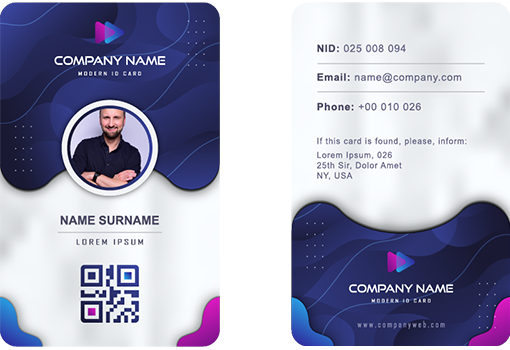 COMPANY NAME
MODERN ID CARD
NAME SURNAME
LOREM IPSUM
NID: 025 008 094
Email: name@company.com
Phone: +00 010 026
If this card is found, please, inform:
Lorem Ipsum, 026
25th Sir, Dolor Amet
NY, USA
COMPANY NAME
MODERN ID CARD
www.companyweb.com